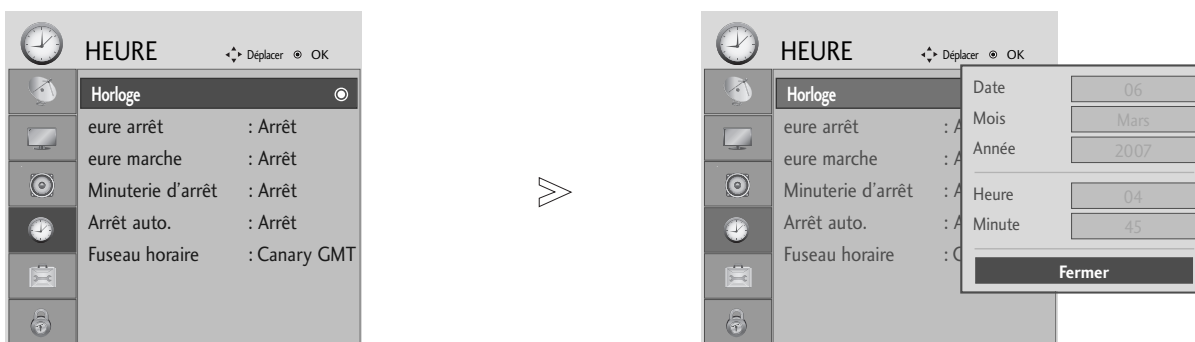 HEURE Déplacer OK
Horloge
eure arrêt : Arrêt
eure marche : Arrêt
Minuterie d'arrêt : Arrêt
Arrêt auto. : Arrêt
Fuseau horaire : Canary GMT
HEURE Déplacer OK
Horloge
eure arrêt : A
eure marche : A
Minuterie d'arrêt : A
Arrêt auto. : A
Fuseau horaire : C
Date 06
Mois Mars
Année 2007
Heure 04
Minute 45
Fermer